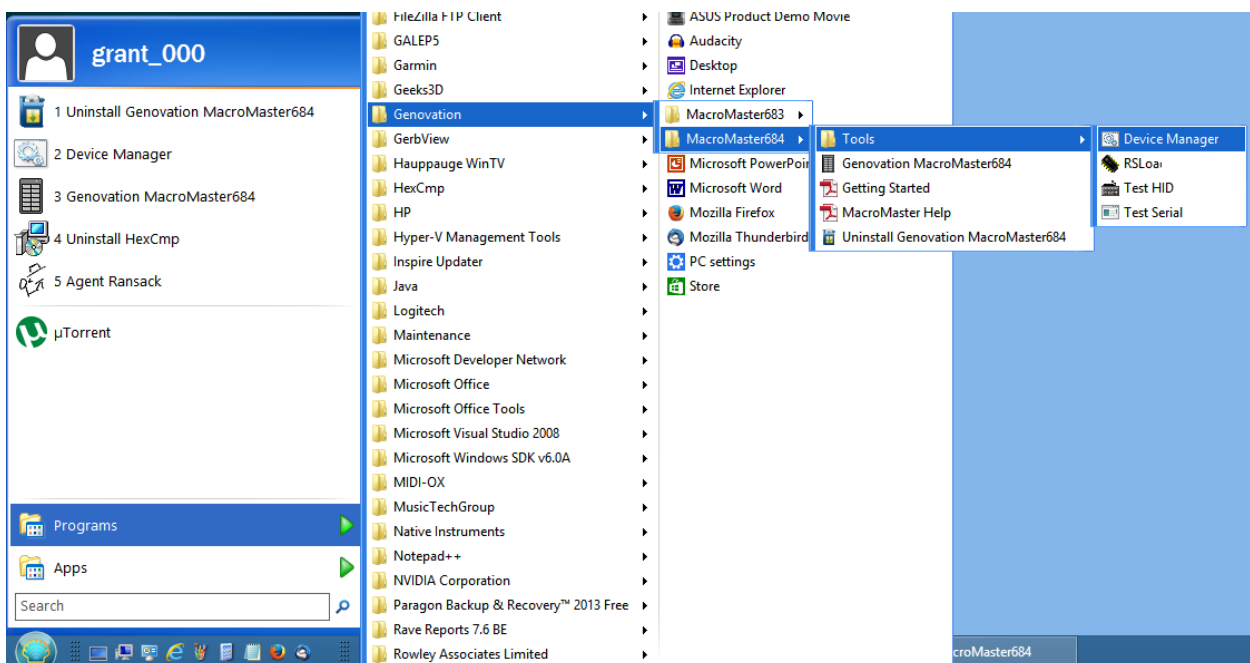 grant_000
1 Uninstall Genovation MacroMaster684
2 Device Manager
3 Genovation MacroMaster684
4 Uninstall HexCmp
5 Agent Ransack
µTorrent
Programs
Apps
Search
FileZilla FTP Client
GALEP5
Garmin
Geeks3D
Genovation
GerbView
Hauppauge WinTV
HexCmp
HP
Hyper-V Management Tools
Inspire Updater
Java
Logitech
Maintenance
Microsoft Developer Network
Microsoft Office
Microsoft Office Tools
Microsoft Visual Studio 2008
Microsoft Windows SDK v6.0A
MIDI-OX
MusicTechGroup
Native Instruments
Notepad++
NVIDIA Corporation
Paragon Backup & Recovery™ 2013 Free
Rave Reports 7.6 BE
Rowley Associates Limited
ASUS Product Demo Movie
Audacity
Desktop
Internet Explorer
MacroMaster683
MacroMaster684
Microsoft PowerPoin
Microsoft Word
Mozilla Firefox
Mozilla Thunderbird
PC settings
Store
Tools
Genovation MacroMaster684
Getting Started
MacroMaster Help
Uninstall Genovation MacroMaster684
Device Manager
RSLoa
Test HID
Test Serial
croMaster684